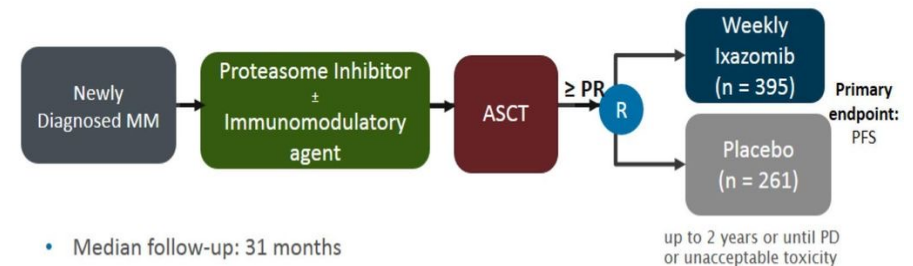 Newly
Diagnosed MM
Proteasome Inhibitor
±
Immunomodulatory
agent
ASCT
≥ PR
R
Weekly
Ixazomib
(n = 395)
Placebo
(n = 261)
Primary
endpoint:
PFS
up to 2 years or until PD
or unacceptable toxicity
• Median follow-up: 31 months